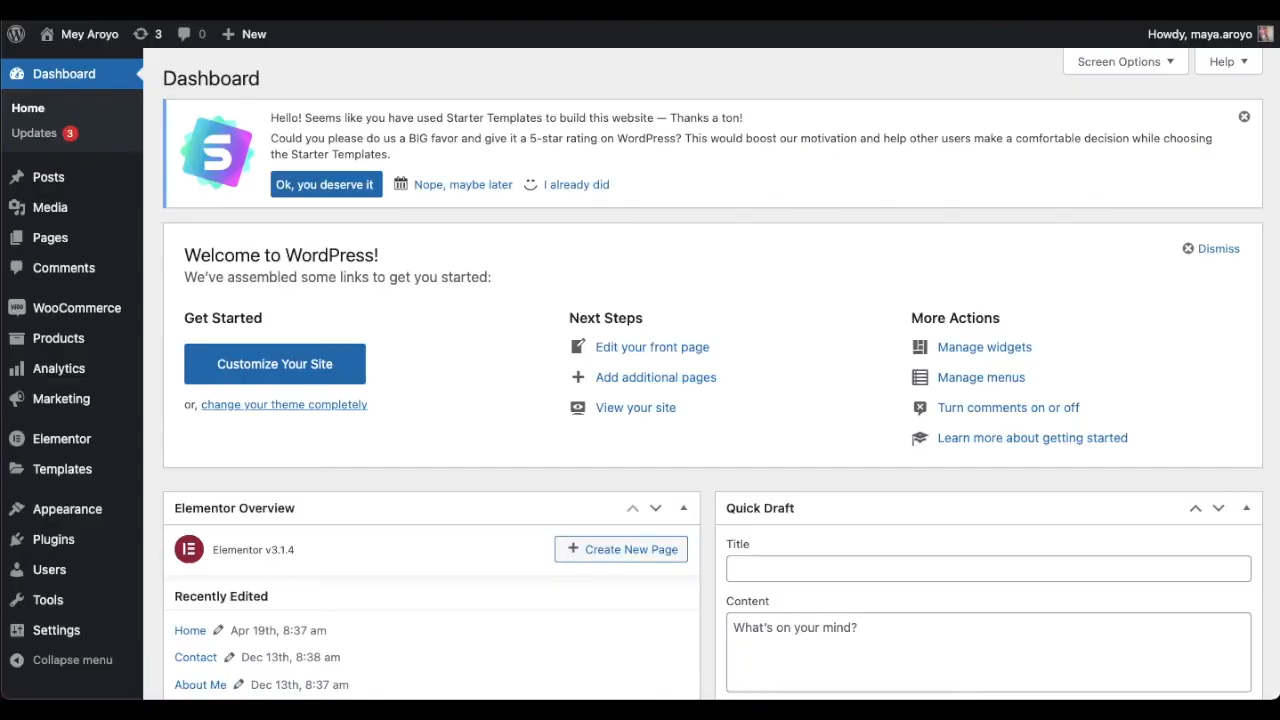 Mey Aroyo 3 0 New Howdy, maya.aroyo
Dashboard
Home
Updates 3
Posts
Media
Pages
Comments
WooCommerce
Products
Analytics
Marketing
Elementor
Templates
Appearance
Plugins
Users
Tools
Settings
Collapse menu
Screen Options Help
Dashboard
S
Hello! Seems like you have used Starter Templates to build this website — Thanks a ton!
Could you please do us a BIG favor and give it a 5-star rating on WordPress? This would boost our motivation and help other users make a comfortable decision while choosing
the Starter Templates.
Ok, you deserve it Nope, maybe later I already did
Welcome to WordPress!
We've assembled some links to get you started:
Dismiss
Get Started
Customize Your Site
or, change your theme completely
Next Steps
Edit your front page
Add additional pages
View your site
More Actions
Manage widgets
Manage menus
Turn comments on or off
Learn more about getting started
Elementor Overview
Elementor v3.1.4 Create New Page
Recently Edited
Home Apr 19th, 8:37 am
Contact Dec 13th, 8:38 am
About Me Dec 13th, 8:37 am
Quick Draft
Title
Content
What's on your mind?